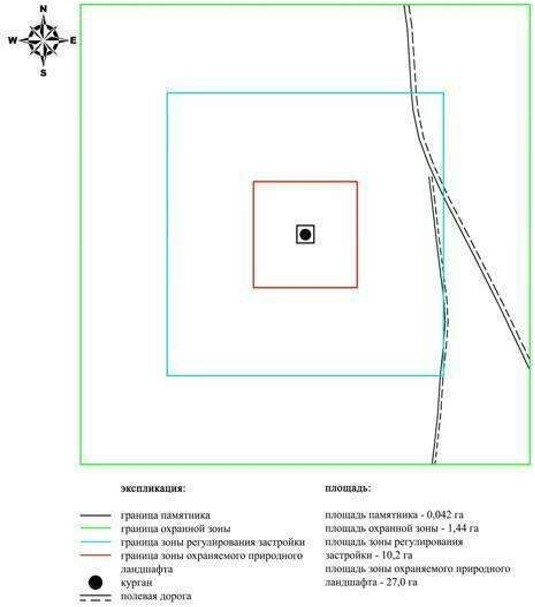 N
W E
S
экспликация:
граница памятника
граница охранной зоны
граница зоны регулирования застройки
граница зоны охраняемого природного
ландшафта
курган
полевая дорога
площадь:
площадь памятника - 0,042 га
площадь охранной зоны - 1,44 га
площадь зоны регулирования
застройки - 10,2 га
площадь зоны охраняемого природного
ландшафта - 27,0 га